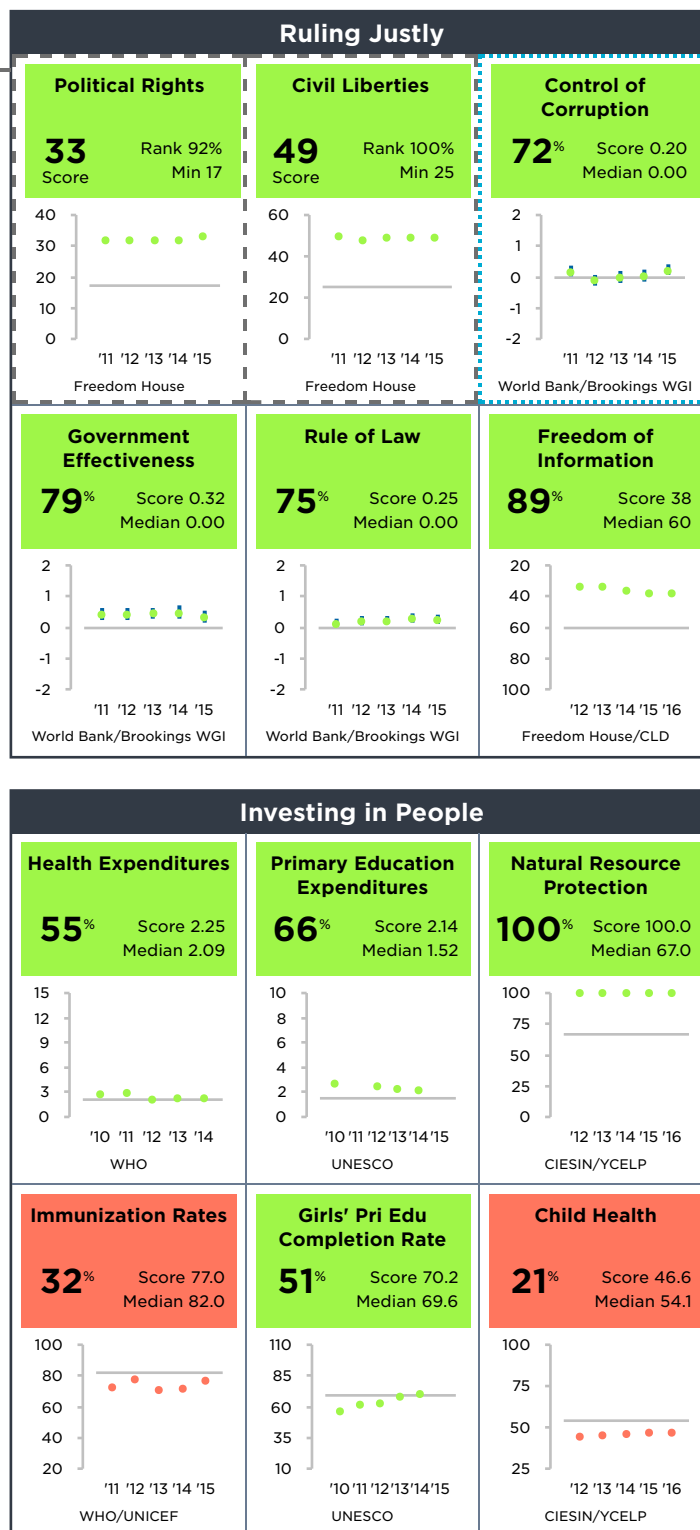 Ruling Justly
Political Rights
33
Score
Rank 92%
Min 17
40
30
20
10
0
'11 '12 '13 '14 '15
Freedom House
Civil Liberties
49
Score
Rank 100%
Min 25
60
40
20
0
'11 '12 '13 '14 '15
Freedom House
Control of
Corruption
72%
Score 0.20
Median 0.00
2
1
0
-1
-2
'11 '12 '13 '14 '15
World Bank/Brookings WGI
Government
Effectiveness
79%
Score 0.32
Median 0.00
2
1
0
-1
-2
'11 '12 '13 '14 '15
World Bank/Brookings WGI
Rule of Law
75%
Score 0.25
Median 0.00
2
1
0
-1
-2
'11 '12 '13 '14 '15
World Bank/Brookings WGI
Freedom of
Information
89%
Score 38
Median 60
20
40
60
80
100
'12 '13 '14 '15 '16
Freedom House/CLD
Investing in People
Health Expenditures
55%
Score 2.25
Median 2.09
15
12
9
6
3
0
'10 '11 '12 '13 '14
WHO
Primary Education
Expenditures
66%
Score 2.14
Median 1.52
10
8
6
4
2
0
'10 '11 '12 '13 '14 '15
UNESCO
Natural Resource
Protection
100%
Score 100.0
Median 67.0
100
75
50
25
0
'12 '13 '14 '15 '16
CIESIN/YCELP
Immunization Rates
32%
Score 77.0
Median 82.0
100
80
60
40
20
'11 '12 '13 '14 '15
WHO/UNICEF
Girls' Pri Edu
Completion Rate
51%
Score 70.2
Median 69.6
110
85
60
35
10
'10 '11 '12 '13 '14 '15
UNESCO
Child Health
21%
Score 46.6
Median 54.1
100
75
50
25
'12 '13 '14 '15 '16
CIESIN/YCELP